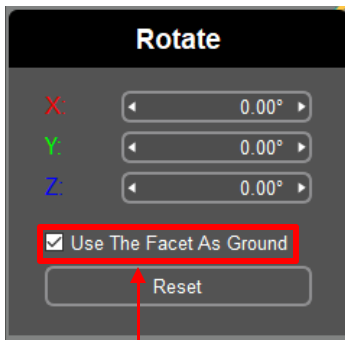 Rotate
X: 0.00°
Y: 0.00°
Z: 0.00°
Use The Facet As Ground
Reset